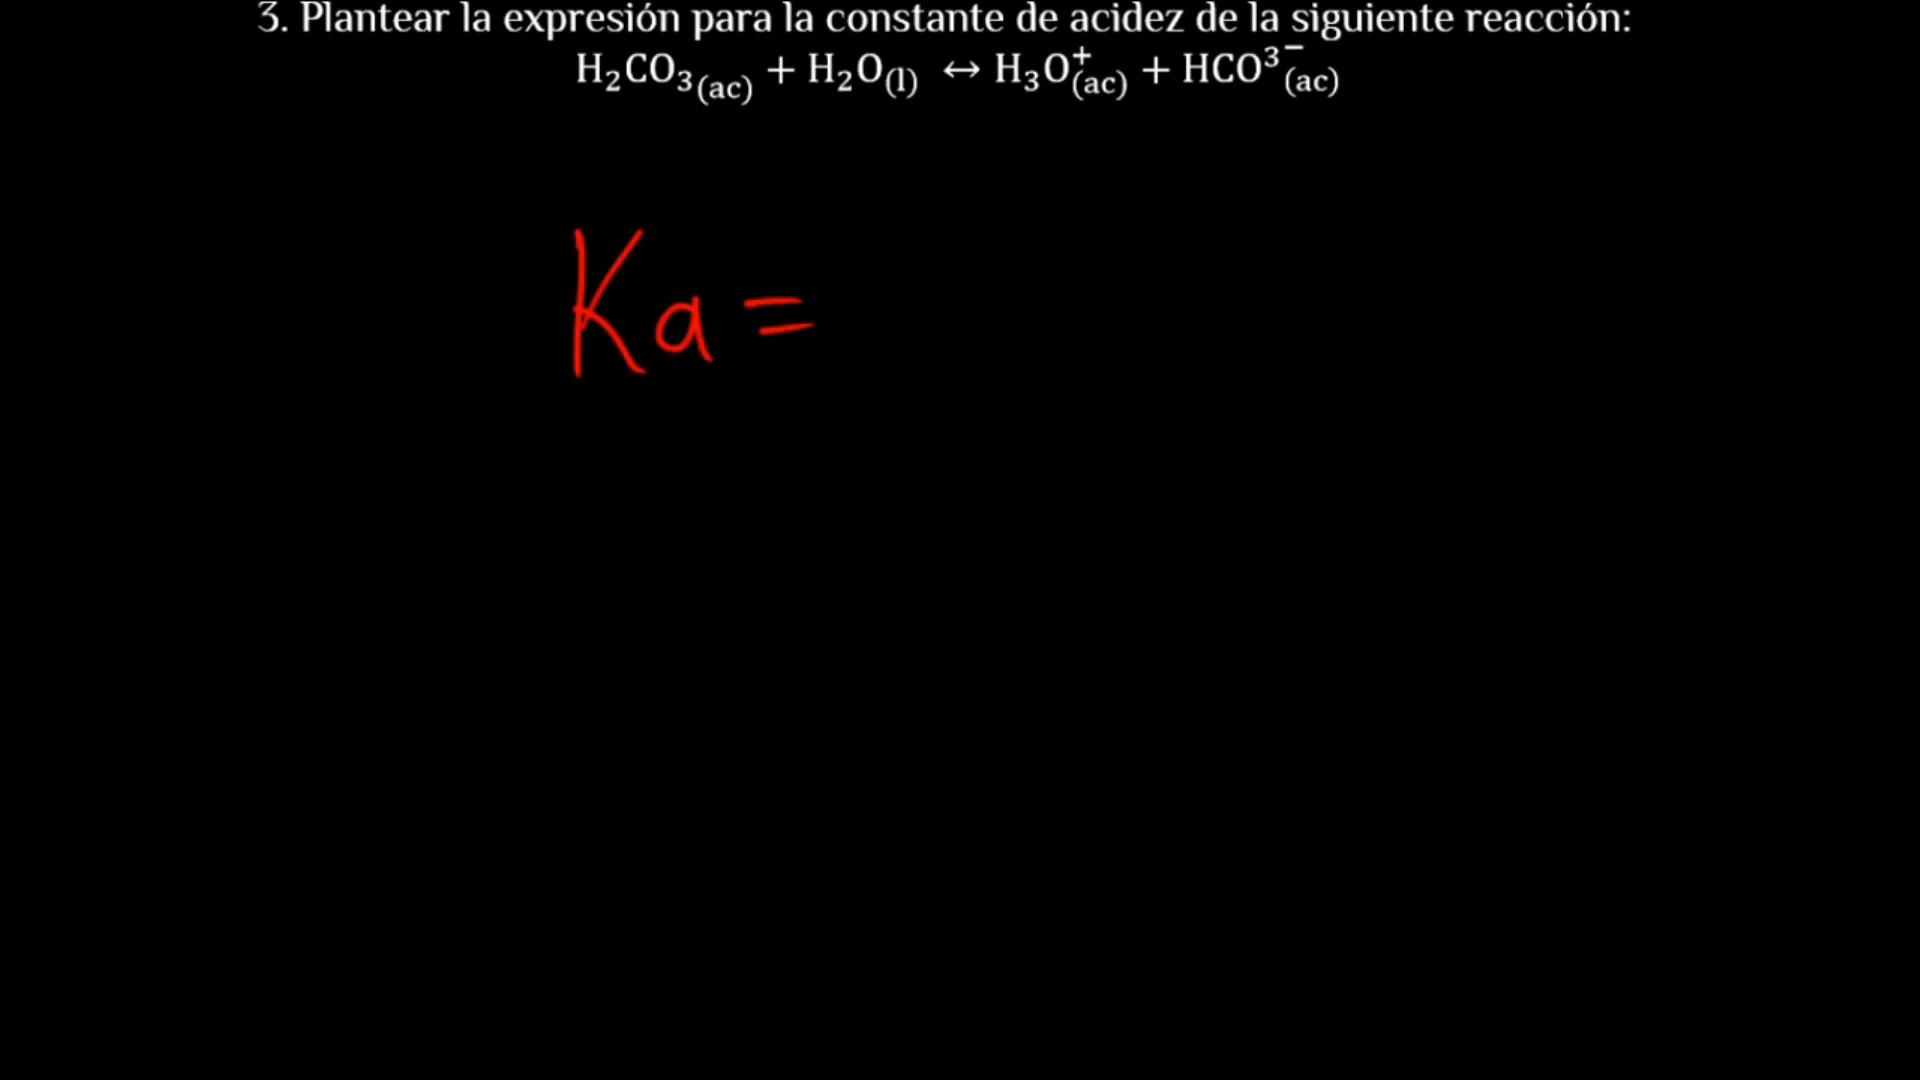 3. Plantear la expresión para la constante de acidez de la siguiente reacción:
H₂CO₃(ac) + H₂O(l) ↔ H₃O⁺(ac) + HCO³⁻(ac)
Ka =